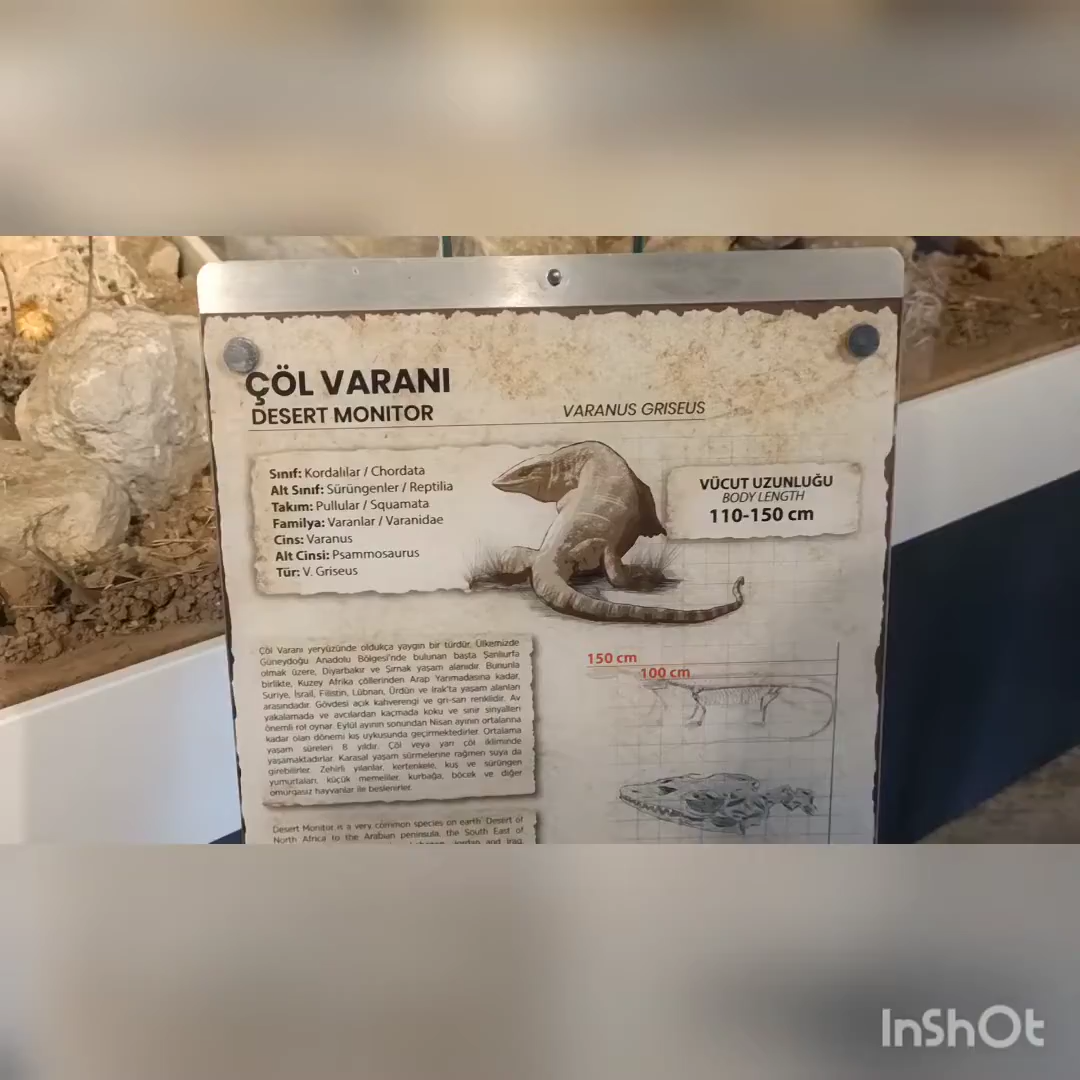 ÇÖL VARANI
DESERT MONITOR
VARANUS GRISEUS
Sınıf: Kordalılar / Chordata
Alt Sınıf: Sürüngenler / Reptilia
Takım: Pullular / Squamata
Familya: Varanlar / Varanidae
Cins: Varanus
Alt Cinsi: Psammosaurus
Tür: V. Griseus
VÜCUT UZUNLUĞU
BODY LENGTH
110-150 cm
Çöl Varanı yeryüzünde oldukça yaygın bir türdür. Ülkemizde
Güneydoğu Anadolu Bölgesi'nde bulunan başta Şanlıurfa
olmak üzere, Diyarbakır ve Şırnak yaşam alanıdır. Bununla
birlikte, Kuzey Afrika çöllerinden Arap Yarımadasına kadar,
Suriye, İsrail, Filistin, Lübnan, Ürdün ve Irak'ta yaşam alanları
arasındadır. Gövdesi açık kahverengi ve gri-sarı renklidir. Av
yakalamada ve avcılardan kaçmada koku ve sinir sinyalleri
önemli rol oynar. Eylül ayının sonundan Nisan ayının ortalarına
kadar olan dönemi kış uykusunda geçirmektedirler. Ortalama
yaşam süreleri 8 yıldır. Çöl veya yarı çöl ikliminde
yaşamaktadırlar. Karasal yaşam sürmelerine rağmen suya da
girebilirler. Zehirli yılanlar, kertenkele, kuş ve sürüngen
yumurtaları, küçük memeliler, kurbağa, böcek ve diğer
omurgasız hayvanlar ile beslenirler.
150 cm
100 cm
Desert Monitor is a very common species on earth. Desert of
North Africa to the Arabian peninsula, the South East of
Jordan and Iraq,
InShOt